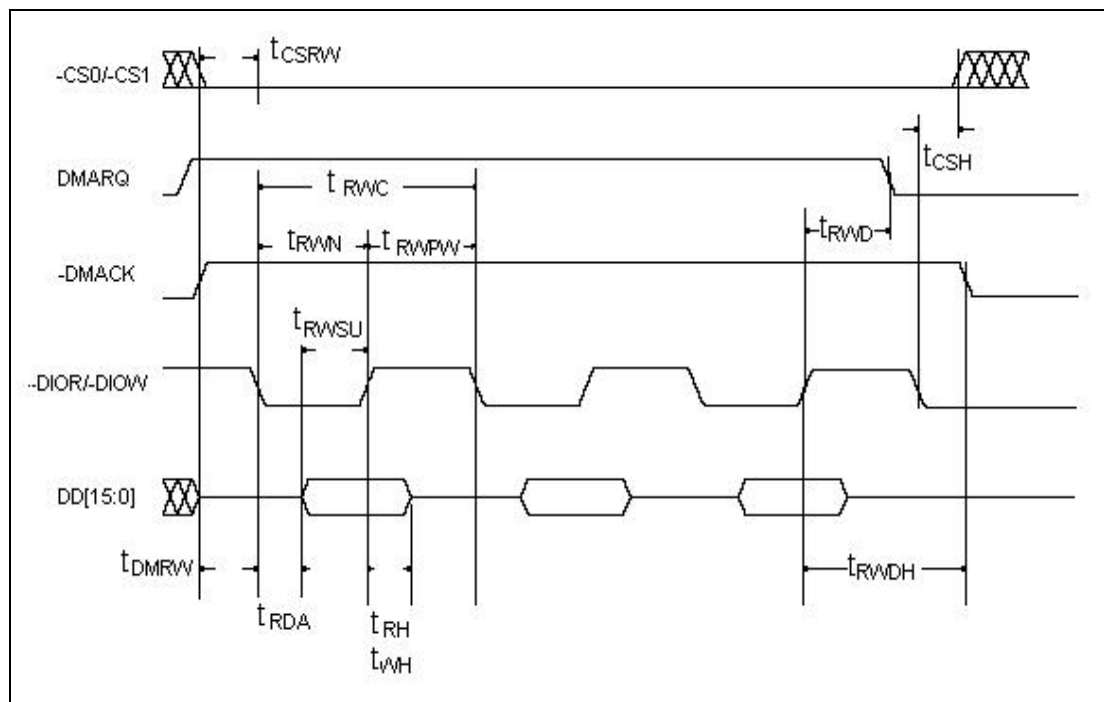 -CS0/-CS1
tCSRW
tCSH
DMARQ
tRWC
tRWD
tRWN
tRWPW
-DMACK
tRWSU
--DIOR/-DIOW
DD[15:0]
tDMRW
tRDA
tRH
tWH
tRWDH